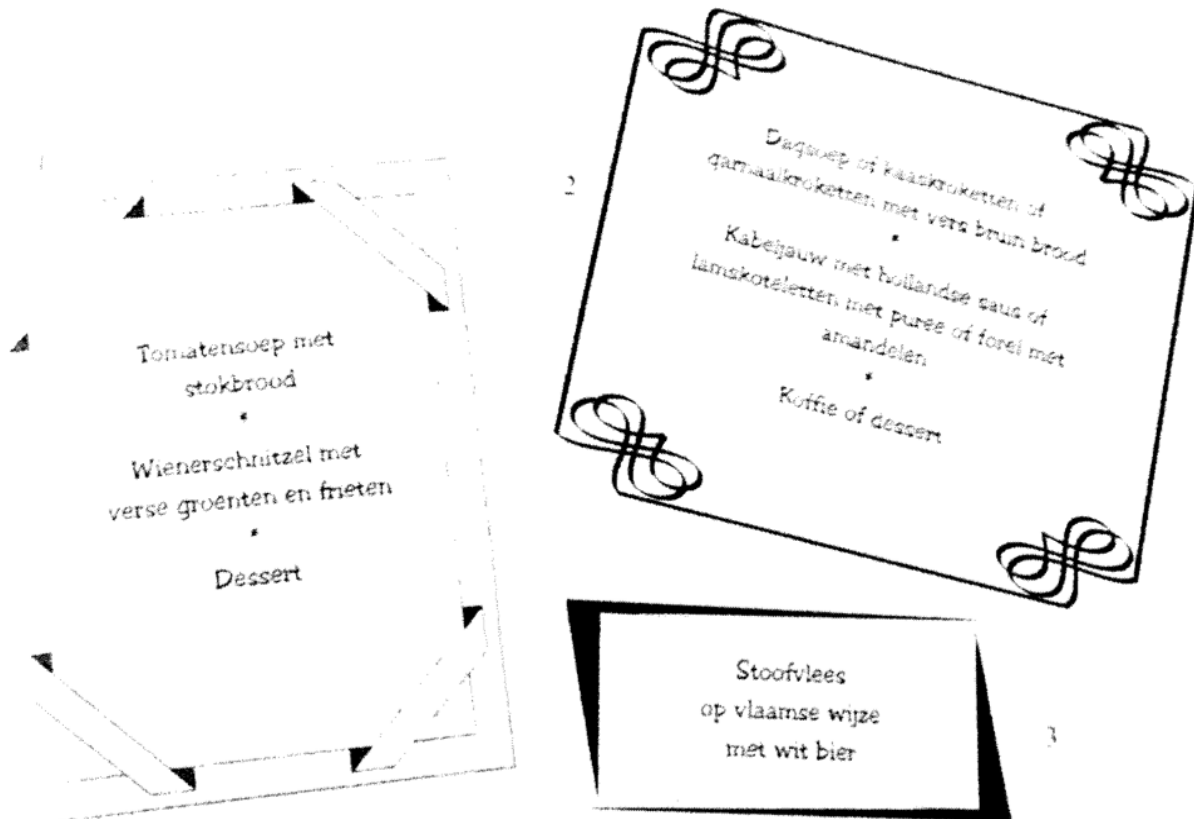 Tomatensoep met
stokbrood
*
Wienerschnitzel met
verse groenten en frieten
*
Dessert
2
Dagsoep of kaaskroketten of
garnaalkroketten met vers bruin brood
*
Kabeljauw met hollandse saus of
lamskoteletten met puree of forel met
amandelen
*
Koffie of dessert
Stoofvlees
op vlaamse wijze
met wit bier
3